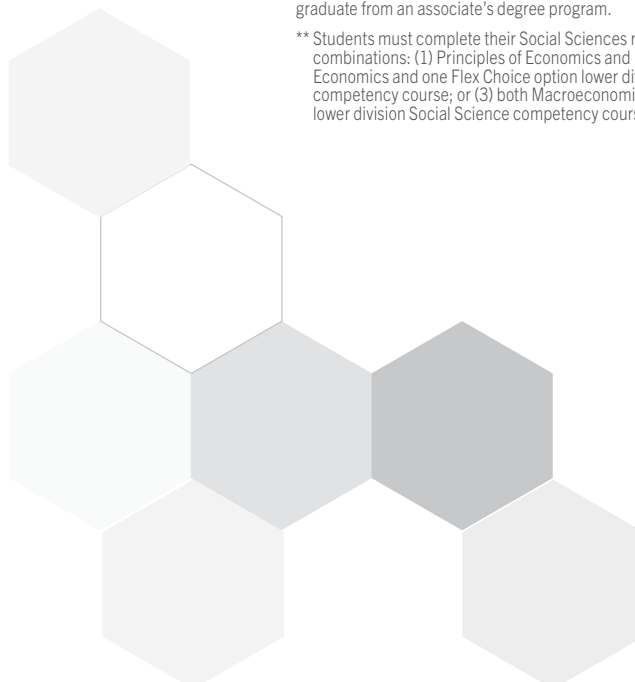 graduate from an associate's degree program.
** Students must complete their Social Sciences
combinations: (1) Principles of Economics and
Economics and one Flex Choice option lower
competency course; or (3) both
lower division Social Science competency